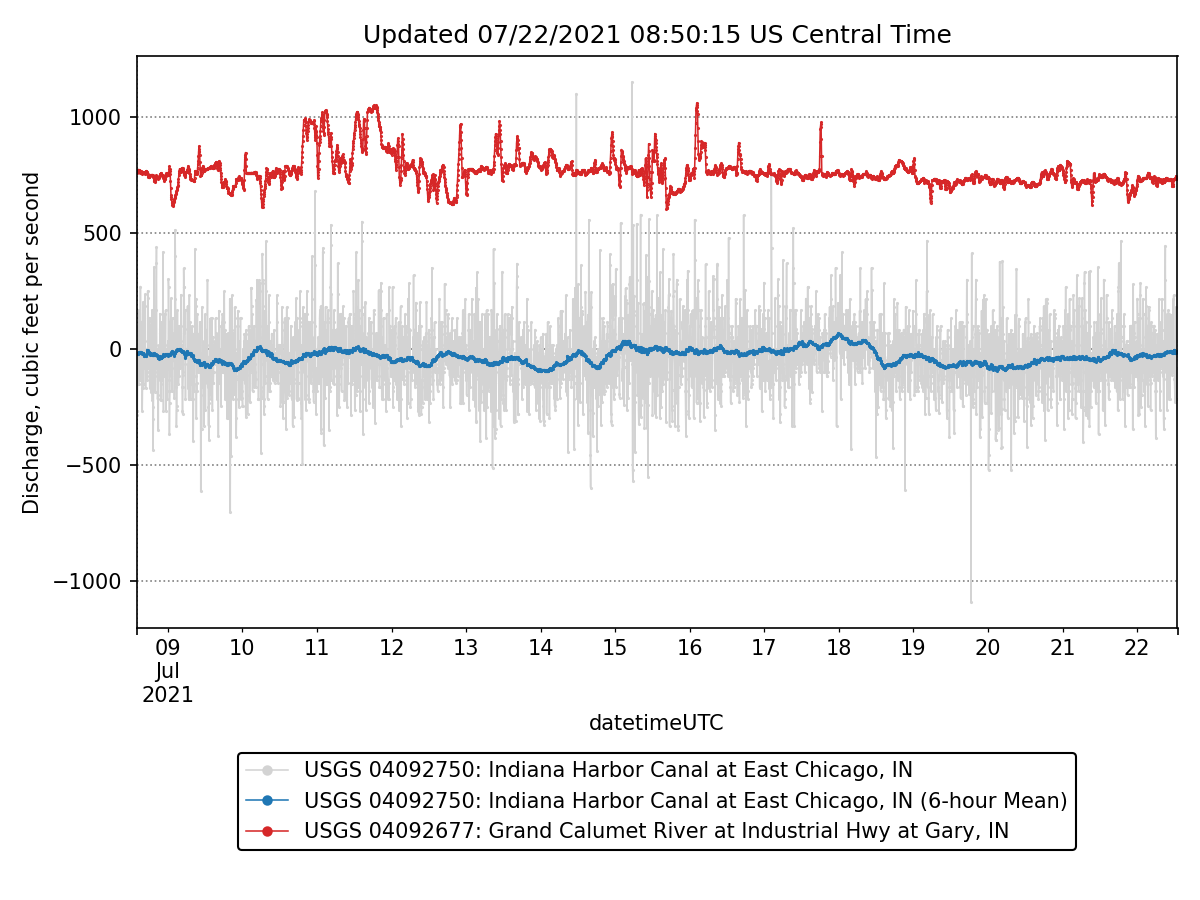 Updated 07/22/2021 08:50:15 US Central Time
Discharge, cubic feet per second
1000
500
0
−500
−1000
09 10 11 12 13 14 15 16 17 18 19 20 21 22
Jul
2021
datetimeUTC
USGS 04092750: Indiana Harbor Canal at East Chicago, IN
USGS 04092750: Indiana Harbor Canal at East Chicago, IN (6-hour Mean)
USGS 04092677: Grand Calumet River at Industrial Hwy at Gary, IN